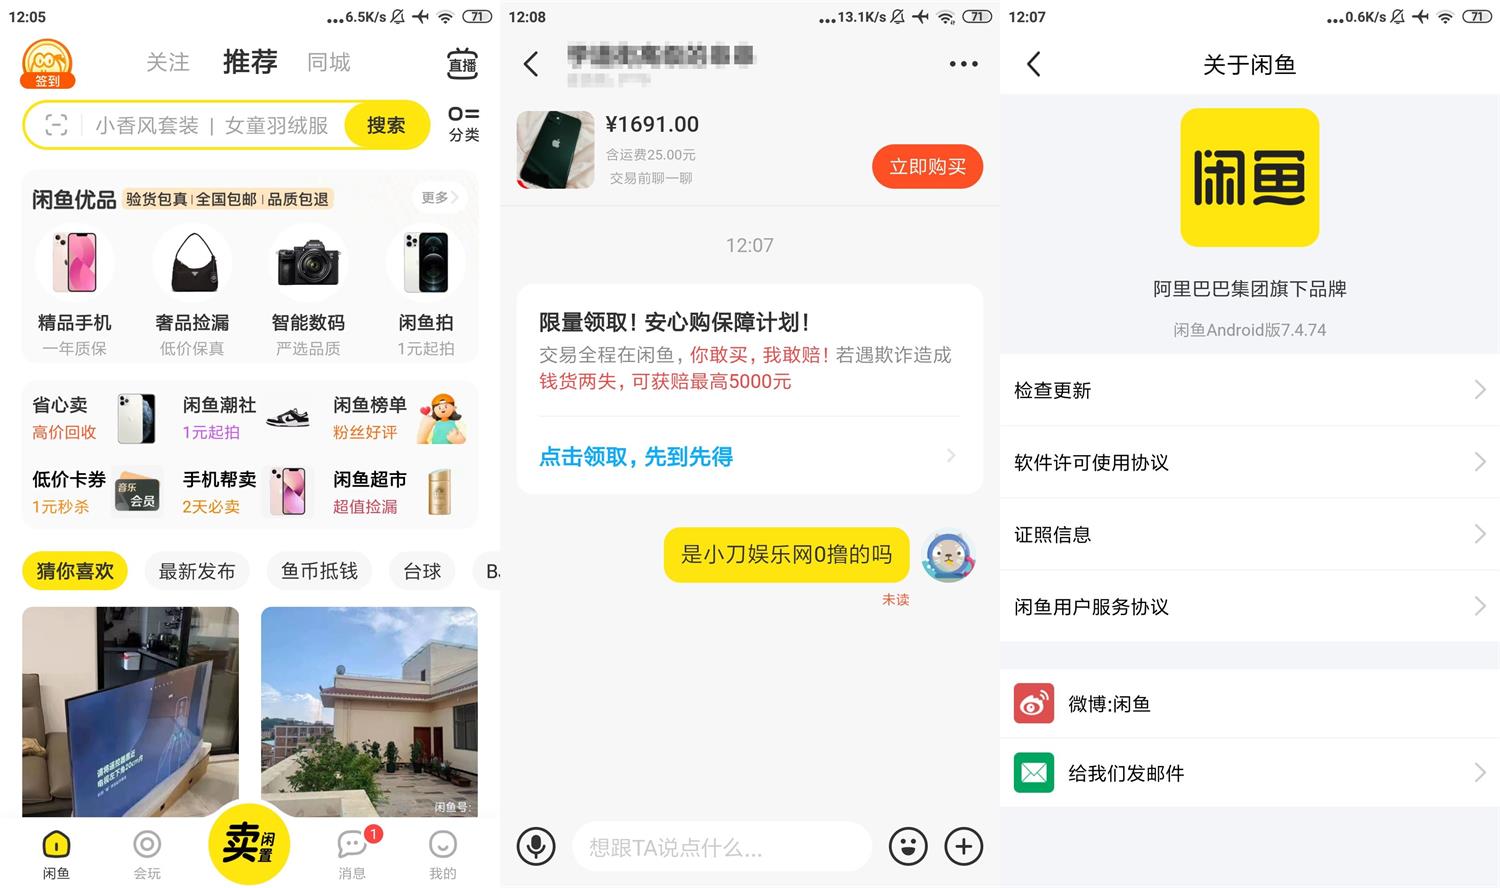 12:05
...6.5K/s
71
签到
关注
推荐
同城
直播
小香风套装 | 女童羽绒服
搜索
分类
闲鱼优品
验货包真|全国包邮|品质包退
更多
精品手机
奢品捡漏
智能数码
闲鱼拍
一年质保
低价保真
严选品质
1元起拍
省心卖
闲鱼潮社
闲鱼榜单
高价回收
1元起拍
粉丝好评
低价卡券
音乐
会员
手机帮卖
闲鱼超市
1元秒杀
2天必卖
超值捡漏
猜你喜欢
最新发布
鱼币抵钱
台球
请将遥控器靠近
电视左下角20cm内
闲鱼号:
闲鱼
会玩
卖
闲置
1
消息
我的
12:08
...13.1K/s
71
¥1691.00
含运费25.00元
交易前聊一聊
立即购买
12:07
限量领取！安心购保障计划！
交易全程在闲鱼，你敢买，我敢赔！若遇欺诈造成
钱货两失，可获赔最高5000元
点击领取，先到先得
是小刀娱乐网0撸的吗
未读
想跟TA说点什么...
12:07
...0.6K/s
71
关于闲鱼
闲鱼
阿里巴巴集团旗下品牌
闲鱼Android版7.4.74
检查更新
软件许可使用协议
证照信息
闲鱼用户服务协议
微博:闲鱼
给我们发邮件